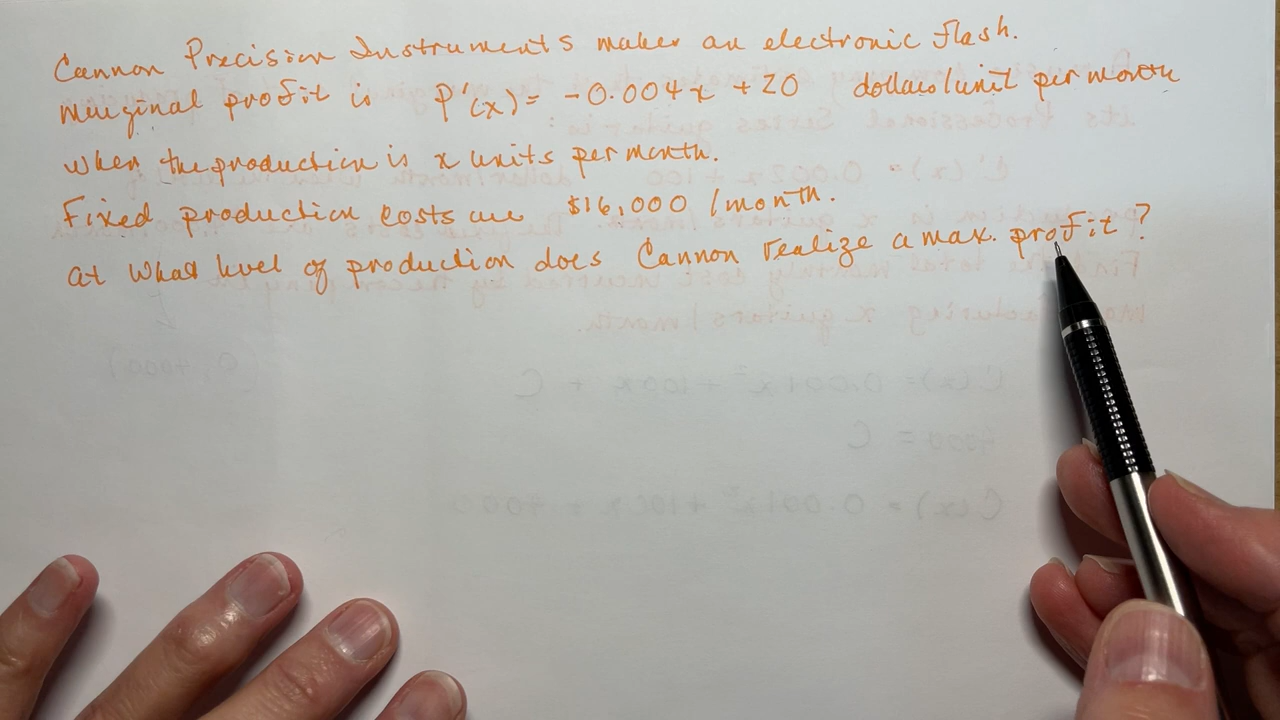 Cannon Precision Instruments makes an electronic flash.
Marginal profit is P'(x) = -0.004x + 20 dollars/unit per month
when the production is x units per month.
Fixed production costs are $16,000 /month.
at what level of production does Cannon realize a max. profit?